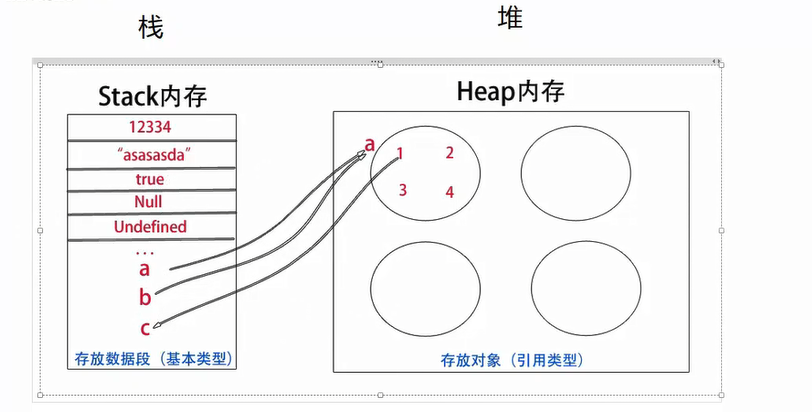 栈
堆
Stack内存
Heap内存
12334
“asasasda”
true
Null
Undefined
...
a
b
c
存放数据段（基本类型）
a
1 2
3 4
存放对象（引用类型）